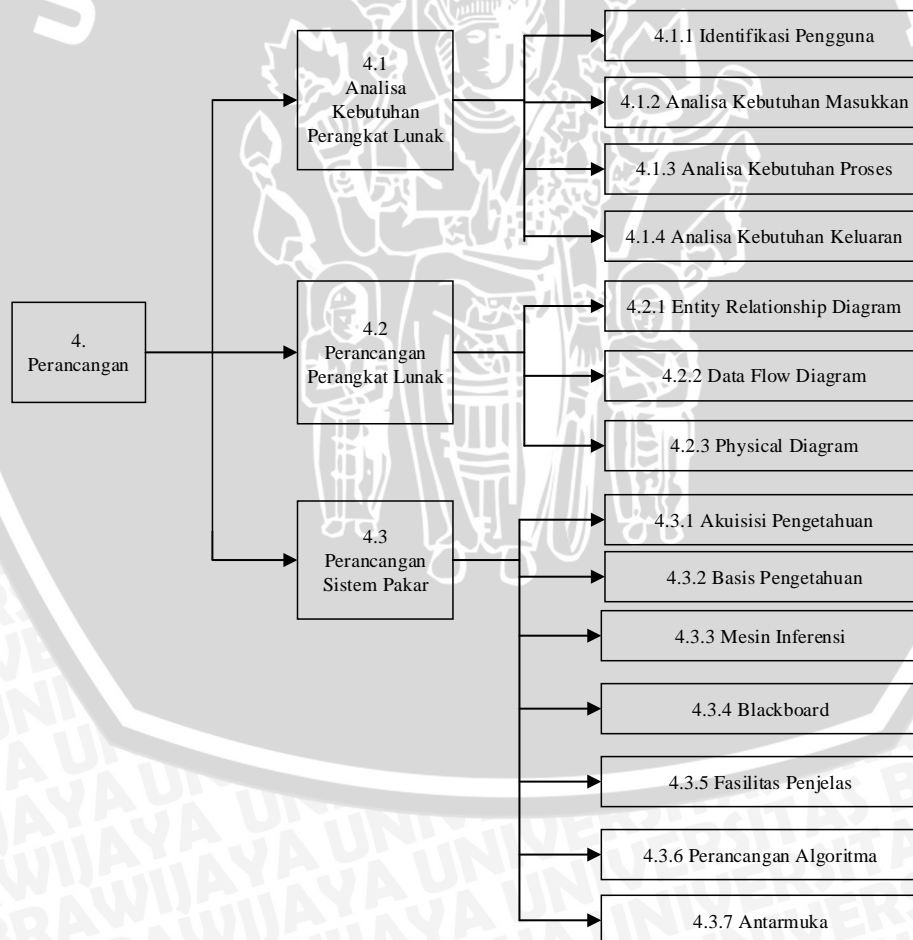 4.
Perancangan
4.1
Analisa
Kebutuhan
Perangkat Lunak
4.1.1 Identifikasi Pengguna
4.1.2 Analisa Kebutuhan Masukkan
4.1.3 Analisa Kebutuhan Proses
4.1.4 Analisa Kebutuhan Keluaran
4.2
Perancangan
Perangkat Lunak
4.2.1 Entity Relationship Diagram
4.2.2 Data Flow Diagram
4.2.3 Physical Diagram
4.3
Perancangan
Sistem Pakar
4.3.1 Akuisisi Pengetahuan
4.3.2 Basis Pengetahuan
4.3.3 Mesin Inferensi
4.3.4 Blackboard
4.3.5 Fasilitas Penjelas
4.3.6 Perancangan Algoritma
4.3.7 Antarmuka